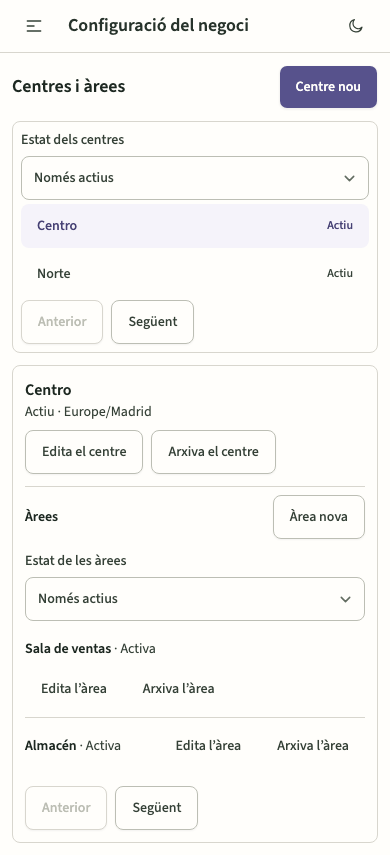 Configuració del negoci
Centres i àrees
Centre nou
Estat dels centres
Només actius
Centro Actiu
Norte Actiu
Anterior Següent
Centro
Actiu · Europe/Madrid
Edita el centre Arxiva el centre
Àrees Àrea nova
Estat de les àrees
Només actius
Sala de ventas · Activa
Edita l’àrea Arxiva l’àrea
Almacén · Activa Edita l’àrea Arxiva l’àrea
Anterior Següent